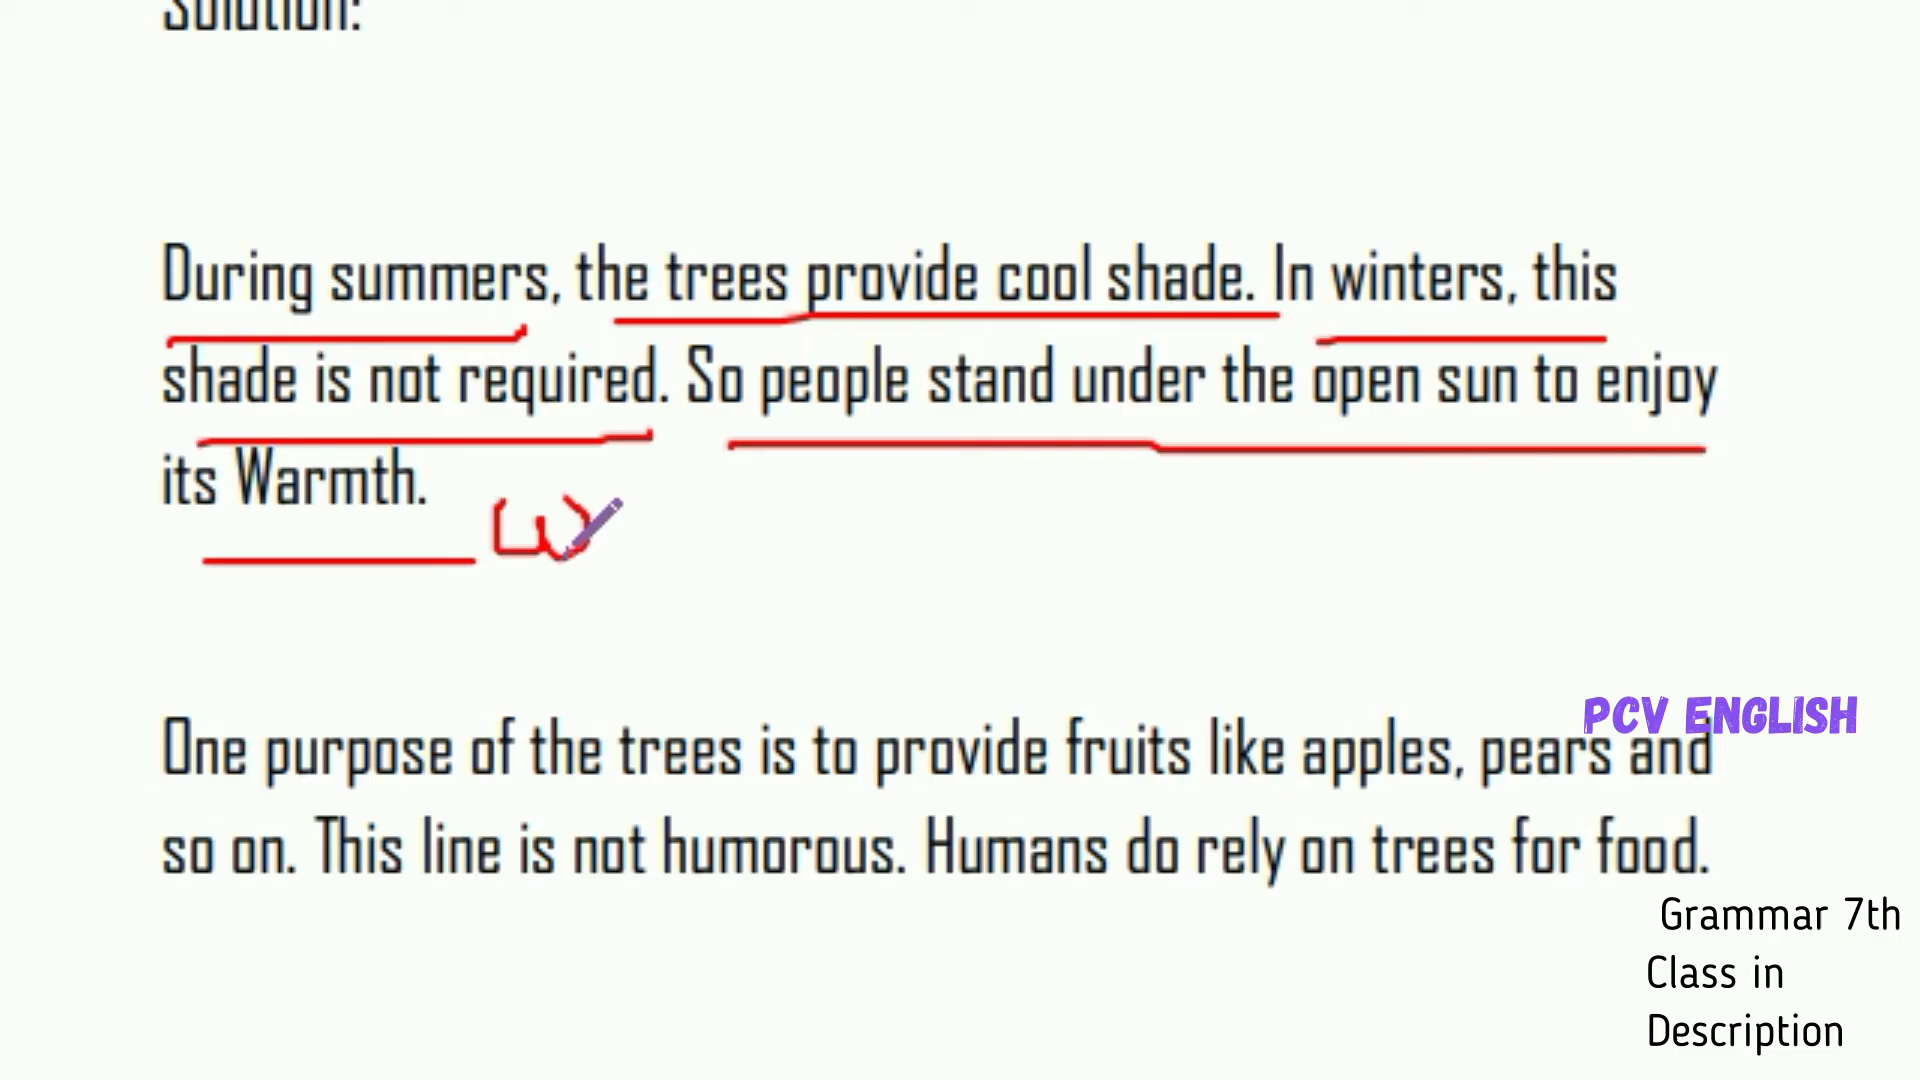 Solution:
During summers, the trees provide cool shade. In winters, this
shade is not required. So people stand under the open sun to enjoy
its Warmth.
PCV ENGLISH
One purpose of the trees is to provide fruits like apples, pears and
so on. This line is not humorous. Humans do rely on trees for food.
Grammar 7th
Class in
Description